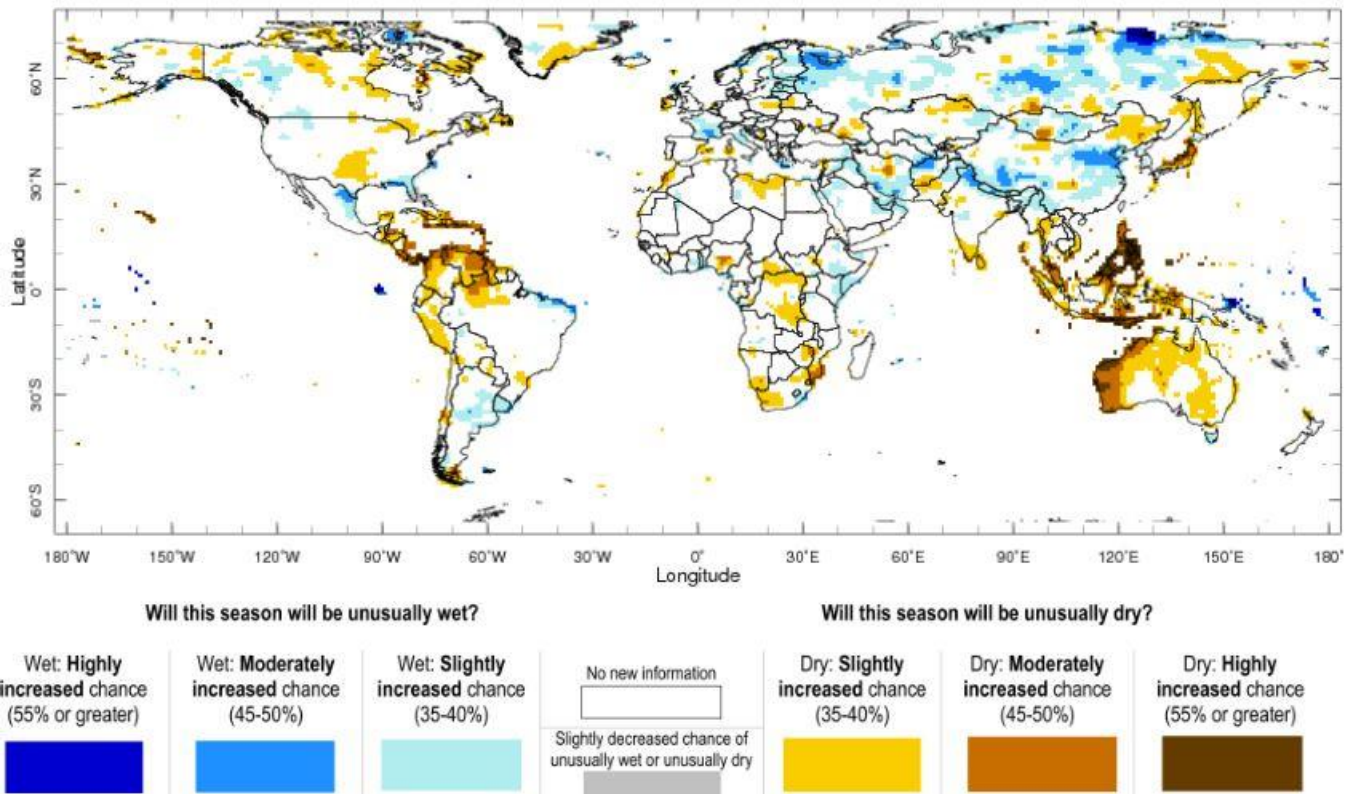 60°N
30°N
0°
30°S
60°S
Latitude
180°W 150°W 120°W 90°W 60°W 30°W 0° 30°E 60°E 90°E 120°E 150°E 180°
Longitude
Will this season will be unusually wet?
Will this season will be unusually dry?
Wet: Highly
increased chance
(55% or greater)
Wet: Moderately
increased chance
(45-50%)
Wet: Slightly
increased chance
(35-40%)
No new information
Slightly decreased chance of
unusually wet or unusually dry
Dry: Slightly
increased chance
(35-40%)
Dry: Moderately
increased chance
(45-50%)
Dry: Highly
increased chance
(55% or greater)